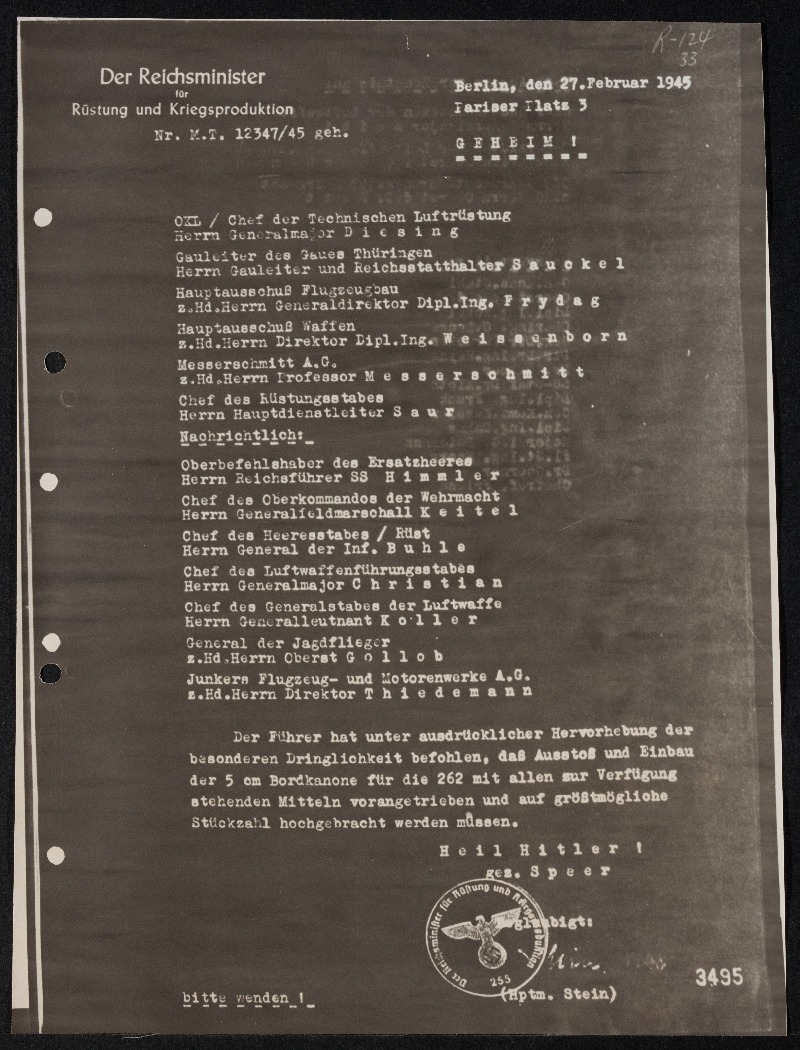 R-124
33
Der Reichsminister
für
Rüstung und Kriegsproduktion
Nr. M.T. 12347/45 geh.
Berlin, den 27.Februar 1945
Pariser Platz 3
G E H E I M !
OKL / Chef der Technischen Luftrüstung
Herrn Generalmajor D i e s i n g
Gauleiter des Gaues Thüringen
Herrn Gauleiter und Reichsstatthalter S a u c k e l
Hauptausschuß Flugzeugbau
z.Hd.Herrn Generaldirektor Dipl.Ing. F r y d a g
Hauptausschuß Waffen
z.Hd.Herrn Direktor Dipl.Ing. W e i s s e n b o r n
Messerschmitt A.G.
z.Hd.Herrn Professor M e s s e r s c h m i t t
Chef des Rüstungsstabes
Herrn Hauptdienstleiter S a u r
Nachrichtlich:
Oberbefehlshaber des Ersatzheeres
Herrn Reichsführer SS H i m m l e r
Chef des Oberkommandos der Wehrmacht
Herrn Generalfeldmarschall K e i t e l
Chef des Heeresstabes / Rüst
Herrn General der Inf. B u h l e
Chef des Luftwaffenführungsstabes
Herrn Generalmajor C h r i s t i a n
Chef des Generalstabes der Luftwaffe
Herrn Generalleutnant K o l l e r
General der Jagdflieger
z.Hd.Herrn Oberst G o l l o b
Junkers Flugzeug- und Motorenwerke A.G.
z.Hd.Herrn Direktor T h i e d e m a n n
Der Führer hat unter ausdrücklicher Hervorhebung der
besonderen Dringlichkeit befohlen, daß Ausstoß und Einbau
der 5 cm Bordkanone für die 262 mit allen zur Verfügung
stehenden Mitteln vorangetrieben und auf größtmögliche
Stückzahl hochgebracht werden müssen.
H e i l H i t l e r !
gez. S p e e r
Der Reichsminister für Rüstung und Kriegsproduktion
255
(Hptm. Stein)
3495
bitte wenden !